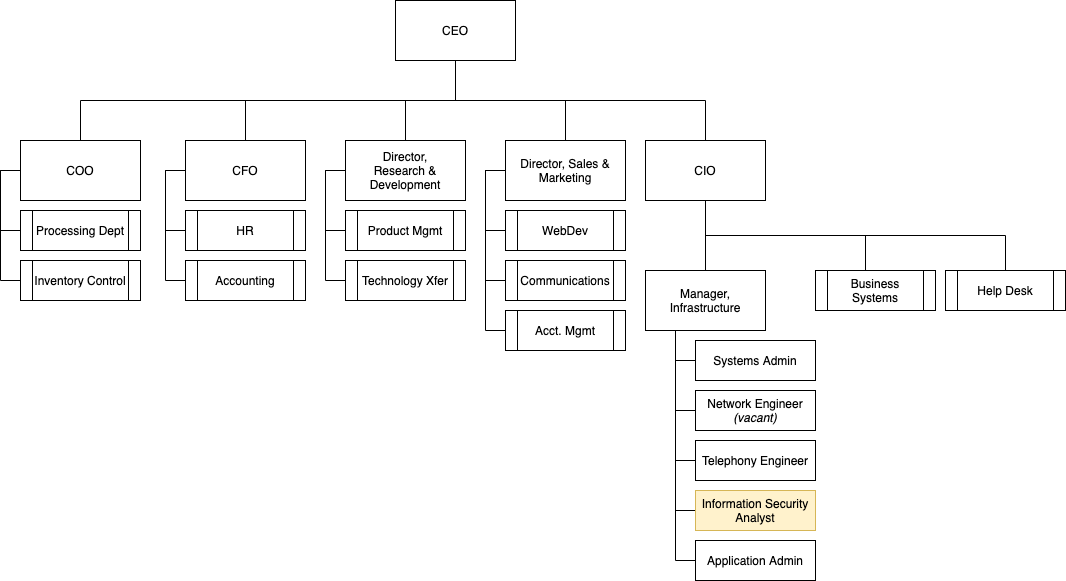 CEO
COO
CFO
Director,
Research &
Development
Director, Sales &
Marketing
CIO
Processing Dept
HR
Product Mgmt
WebDev
Inventory Control
Accounting
Technology Xfer
Communications
Acct. Mgmt
Manager,
Infrastructure
Business
Systems
Help Desk
Systems Admin
Network Engineer
(vacant)
Telephony Engineer
Information Security
Analyst
Application Admin